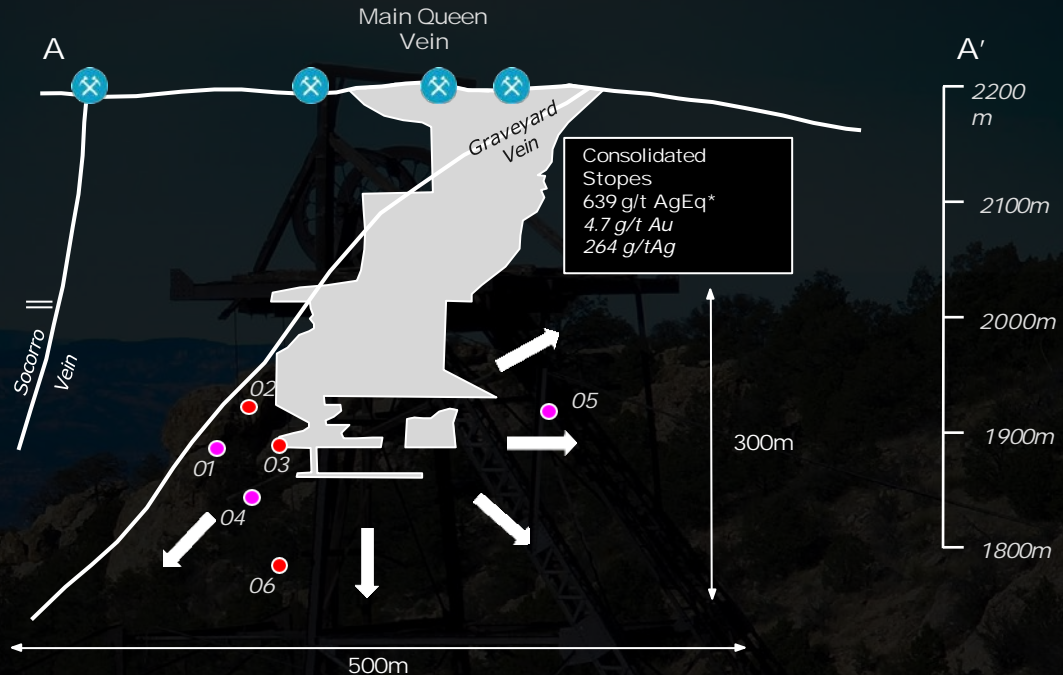 Main Queen
Vein
A
A'
2200
m
Graveyard
Vein
Consolidated
Stopes
639 g/t AgEq*
4.7 g/t Au
264 g/tAg
2100m
2000m
Socorro
Vein
02
05
01
03
300m
1900m
04
06
1800m
500m